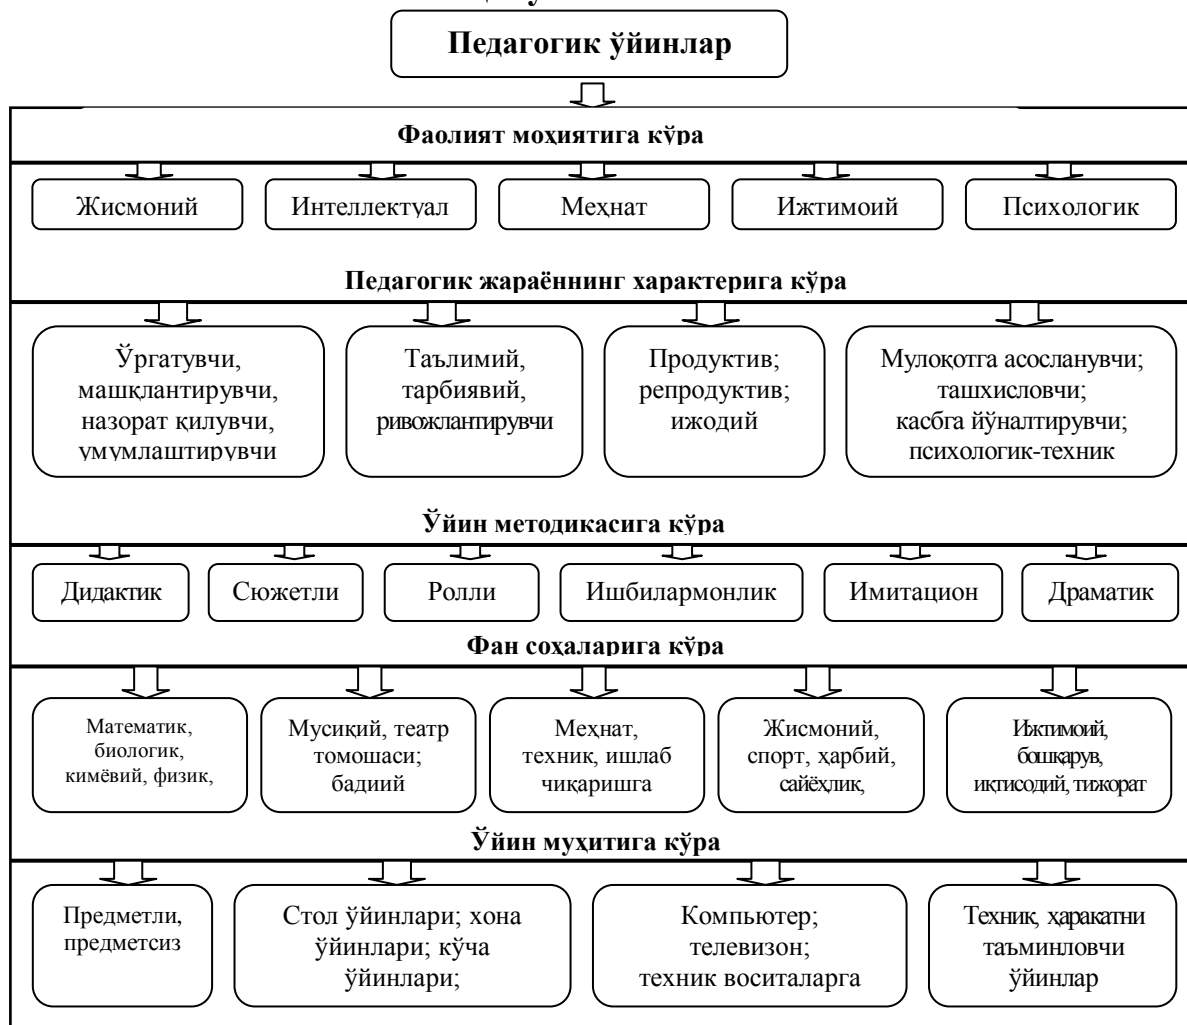 Педагогик ўйинлар
Фаолият моҳиятига кўра
Жисмоний
Интеллектуал
Меҳнат
Ижтимоий
Психологик
Педагогик жараённинг характерига кўра
Ўргатувчи,
машқлантирувчи,
назорат қилувчи,
умумлаштирувчи
Таълимий,
тарбиявий,
ривожлантирувчи
Продуктив;
репродуктив;
ижодий
Мулоқотга асосланувчи;
ташхисловчи;
касбга йўналтирувчи;
психологик-техник
Ўйин методикасига кўра
Дидактик
Сюжетли
Ролли
Ишбилармонлик
Имитацион
Драматик
Фан соҳаларига кўра
Математик,
биологик,
кимёвий, физик,
Мусиқий, театр
томошаси;
бадиий
Меҳнат,
техник, ишлаб
чиқаришга
Жисмоний,
спорт, ҳарбий,
сайёҳлик,
Ижтимоий,
бошқарув,
иқтисодий, тижорат
Ўйин муҳитига кўра
Предметли,
предметсиз
Стол ўйинлари; хона
ўйинлари; кўча
ўйинлари;
Компьютер;
телевизон;
техник воситаларга
Техник, ҳаракатни
таъминловчи
ўйинлар